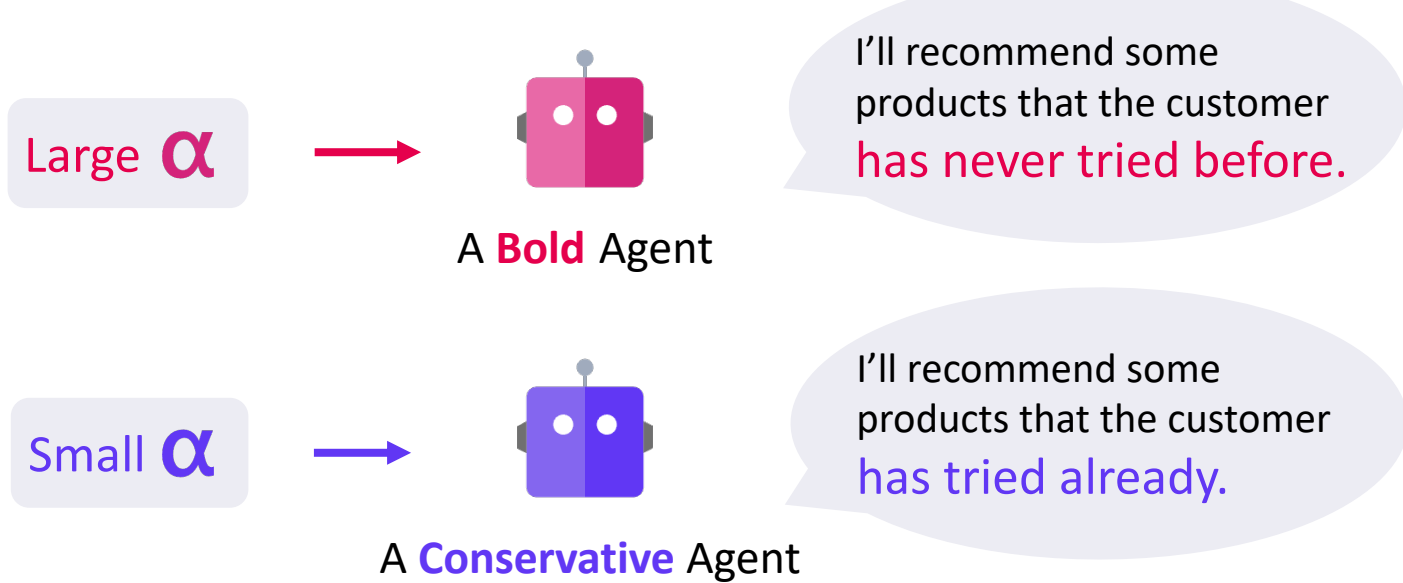 Large α
A Bold Agent
I’ll recommend some
products that the customer
has never tried before.
Small α
A Conservative Agent
I’ll recommend some
products that the customer
has tried already.